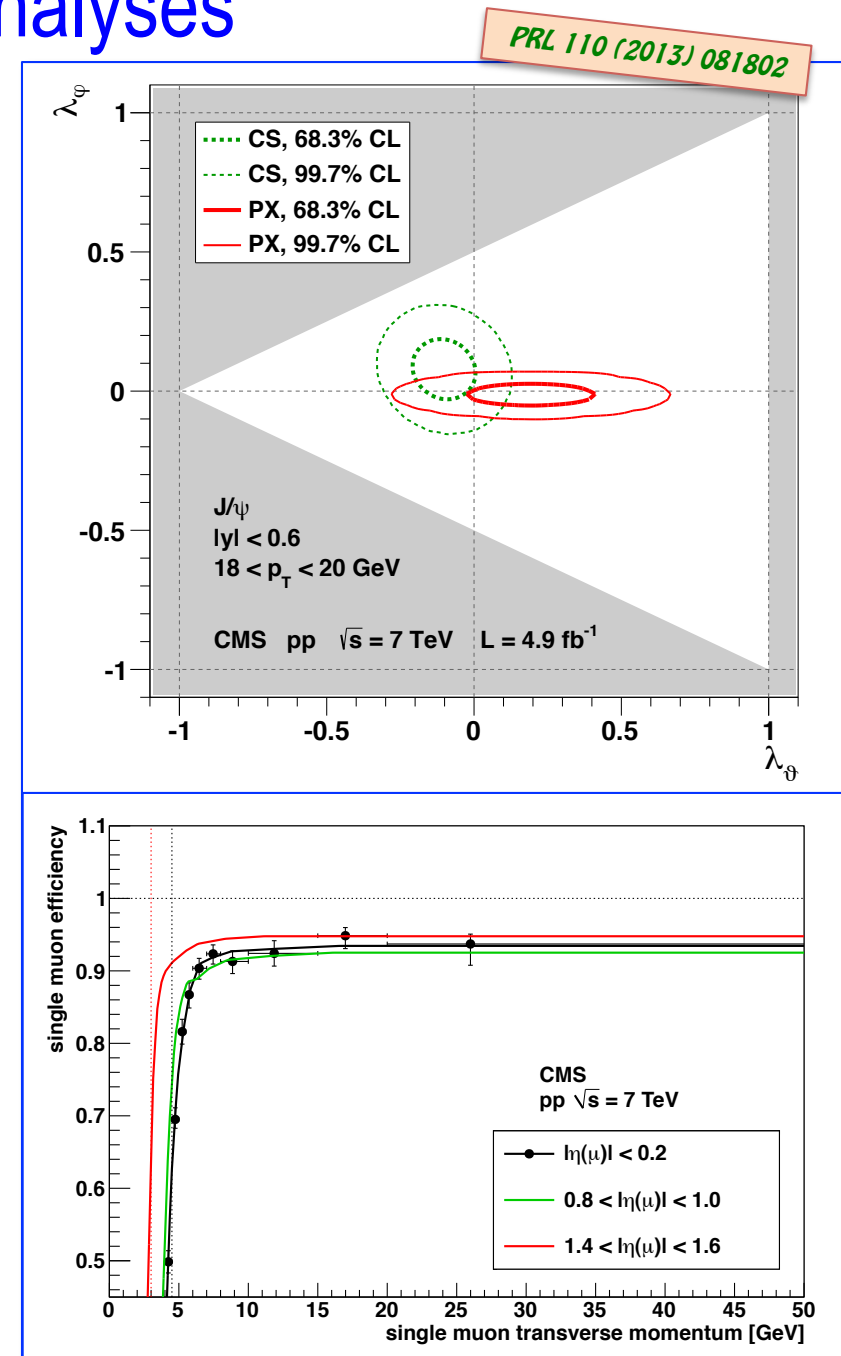 nalyses
PRL 110 (2013) 081802
λφ
1
0.5
0
-0.5
-1
CS, 68.3% CL
CS, 99.7% CL
PX, 68.3% CL
PX, 99.7% CL
J/ψ
|y| < 0.6
18 < pT < 20 GeV
CMS pp √s = 7 TeV L = 4.9 fb-1
-1 -0.5 0 0.5 1
λϑ
single muon efficiency
1.1
1
0.9
0.8
0.7
0.6
0.5
CMS
pp √s = 7 TeV
|η(μ)| < 0.2
0.8 < |η(μ)| < 1.0
1.4 < |η(μ)| < 1.6
0 5 10 15 20 25 30 35 40 45 50
single muon transverse momentum [GeV]